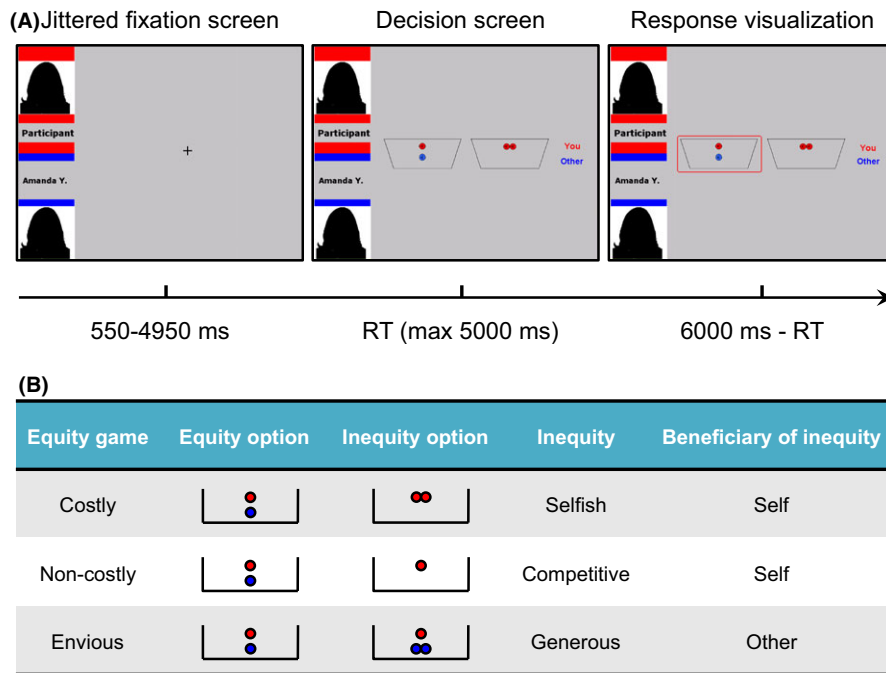 (A) Jittered fixation screen Decision screen Response visualization
Participant
Amanda Y.
+
Participant
Amanda Y.
You
Other
Participant
Amanda Y.
You
Other
550-4950 ms RT (max 5000 ms) 6000 ms - RT
(B)
Equity game Equity option Inequity option Inequity Beneficiary of inequity
Costly Selfish Self
Non-costly Competitive Self
Envious Generous Other